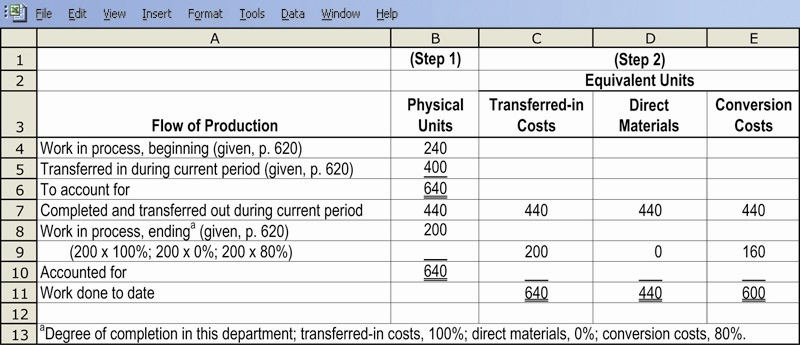 File Edit View Insert Format Tools Data Window Help
A B C D E
1 (Step 1) (Step 2)
2 Equivalent Units
Physical Transferred-in Direct Conversion
3 Flow of Production Units Costs Materials Costs
4 Work in process, beginning (given, p. 620) 240
5 Transferred in during current period (given, p. 620) 400
6 To account for 640
7 Completed and transferred out during current period 440 440 440 440
8 Work in process, endingª (given, p. 620) 200
9 (200 x 100%; 200 x 0%; 200 x 80%) 200 0 160
10 Accounted for 640
11 Work done to date 640 440 600
12
13 ªDegree of completion in this department; transferred-in costs, 100%; direct materials, 0%; conversion costs, 80%.